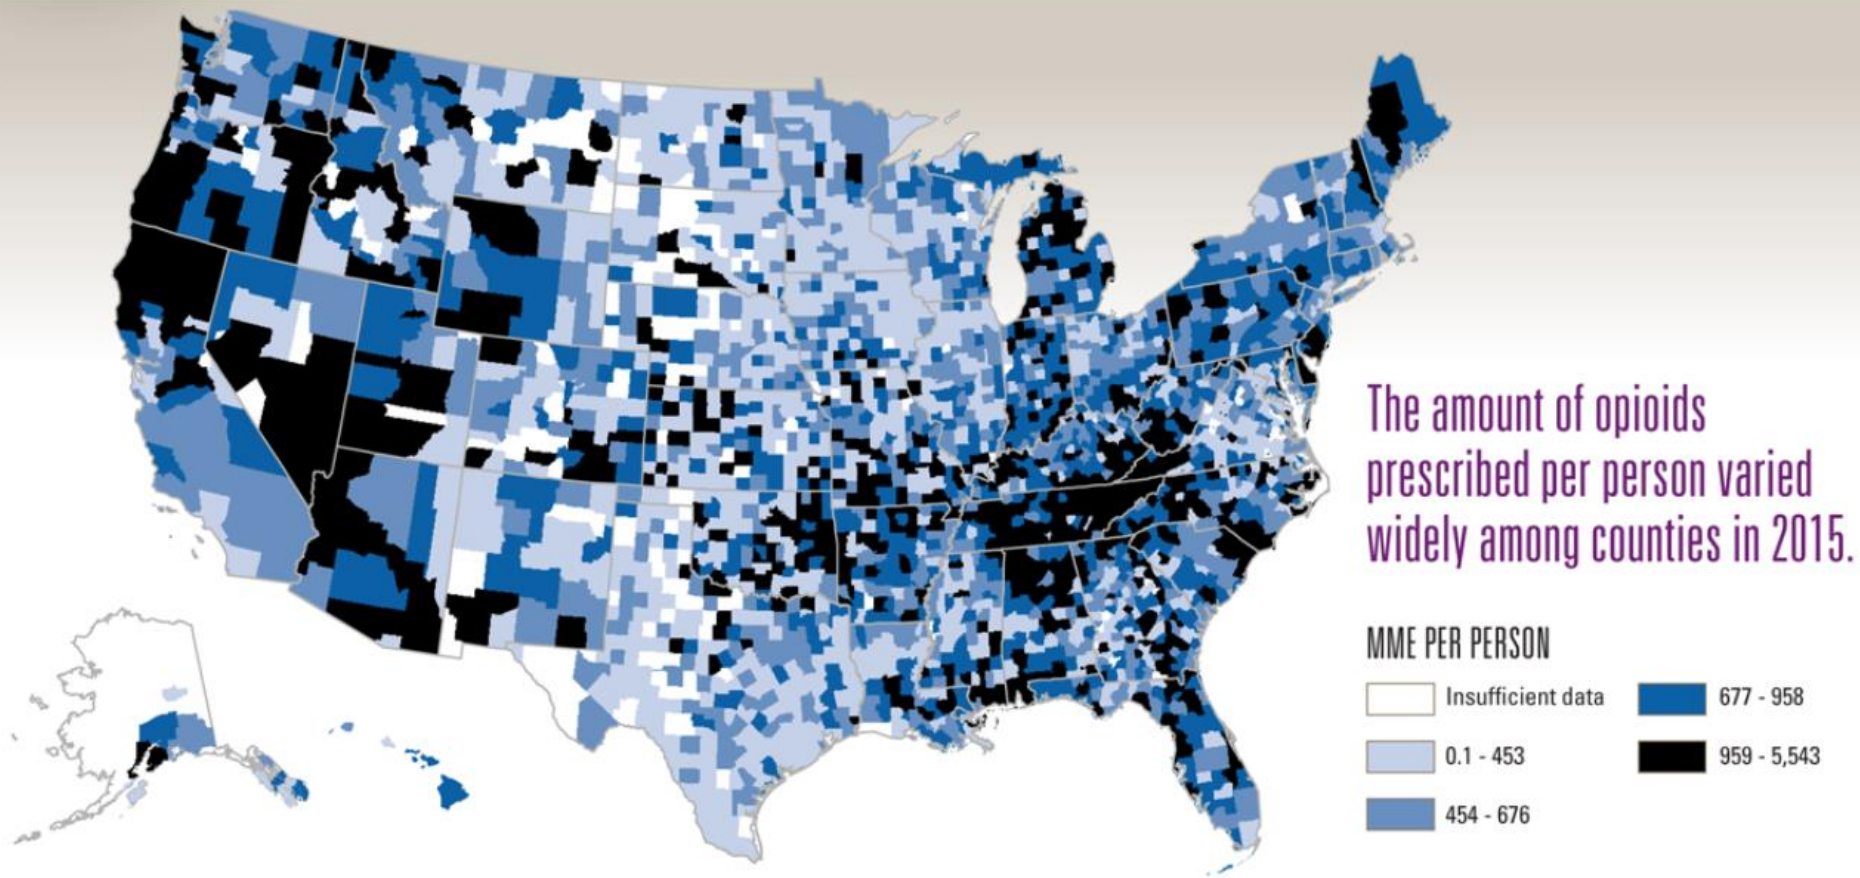 The amount of opioids
prescribed per person varied
widely among counties in 2015.
MME PER PERSON
Insufficient data
0.1 - 453
454 - 676
677 - 958
959 - 5,543